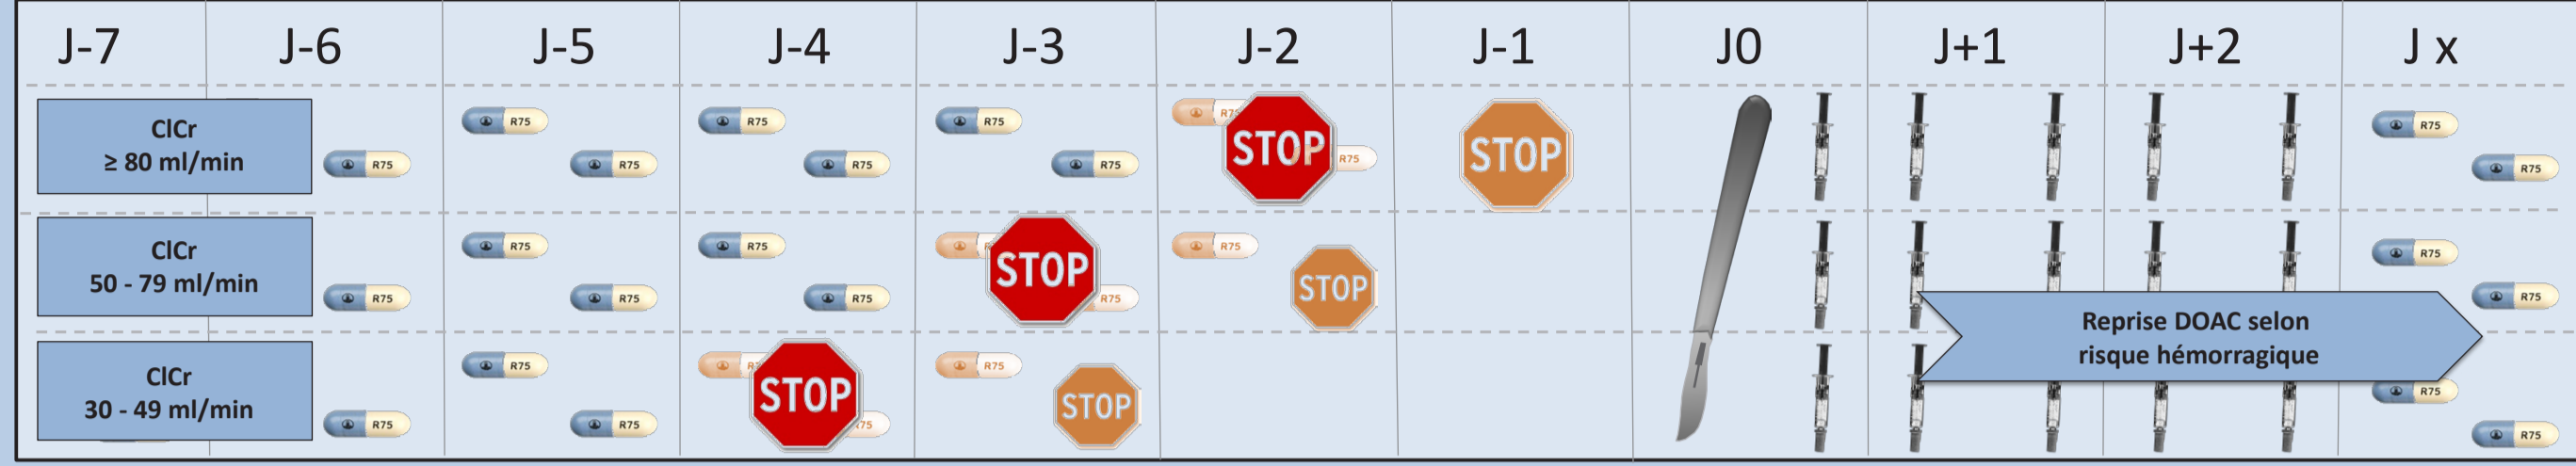 J-7 J-6 J-5 J-4 J-3 J-2 J-1 J0 J+1 J+2 J x
R75 R75 R75 R75
ClCr
≥ 80 ml/min
STOP STOP
R75 R75 R75 R75 R75 R75
R75 R75 R75 R75
ClCr
50 - 79 ml/min
STOP STOP
R75 R75 R75 R75 R75
Reprise DOAC selon
risque hémorragique
R75 R75 R75
ClCr
30 - 49 ml/min
STOP STOP
R75 R75 R75